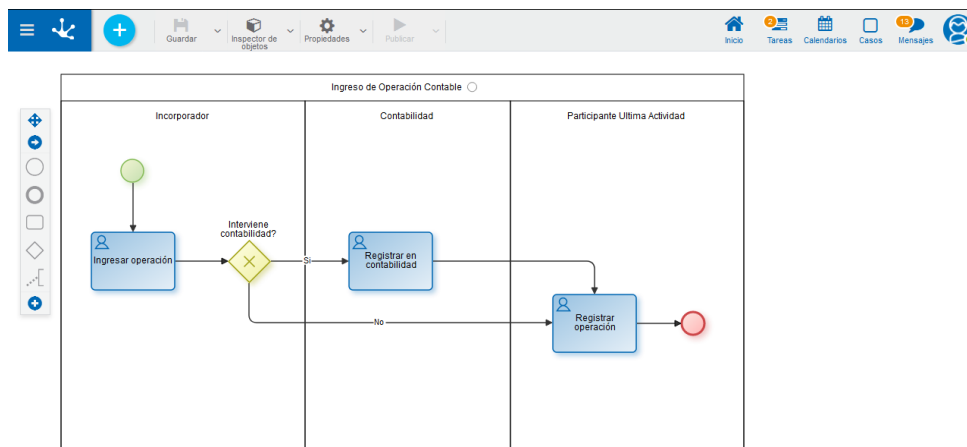 Guardar
Inspector de
objetos
Propiedades
Publicar
Inicio
2
Tareas
Calendarios
Casos
13
Mensajes
Ingreso de Operación Contable
Incorporador
Contabilidad
Participante Ultima Actividad
Interviene
contabilidad?
Ingresar operación
Si
Registrar en
contabilidad
No
Registrar
operación